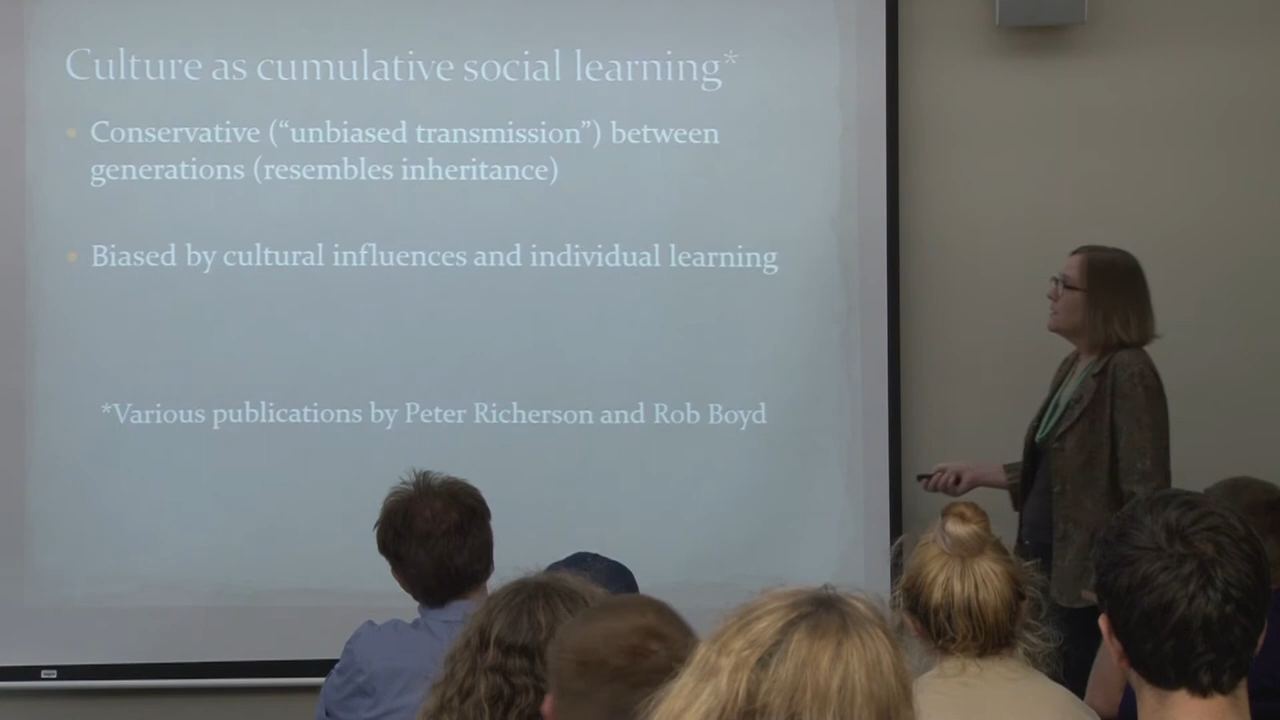 Culture as cumulative social learning*
Conservative (“unbiased transmission”) between
generations (resembles inheritance)
Biased by cultural influences and individual learning
*Various publications by Peter Richerson and Rob Boyd